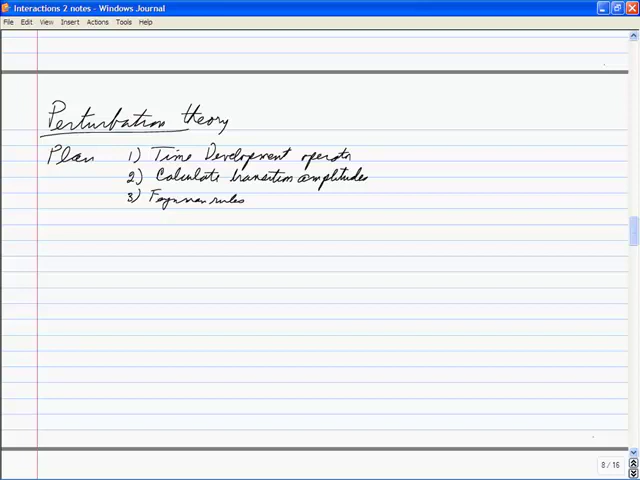 Interactions 2 notes - Windows Journal
File Edit View Insert Actions Tools Help
Perturbation theory
Plan 1) Time Development operator
2) Calculate transition amplitudes
3) Feynman rules
8 / 16